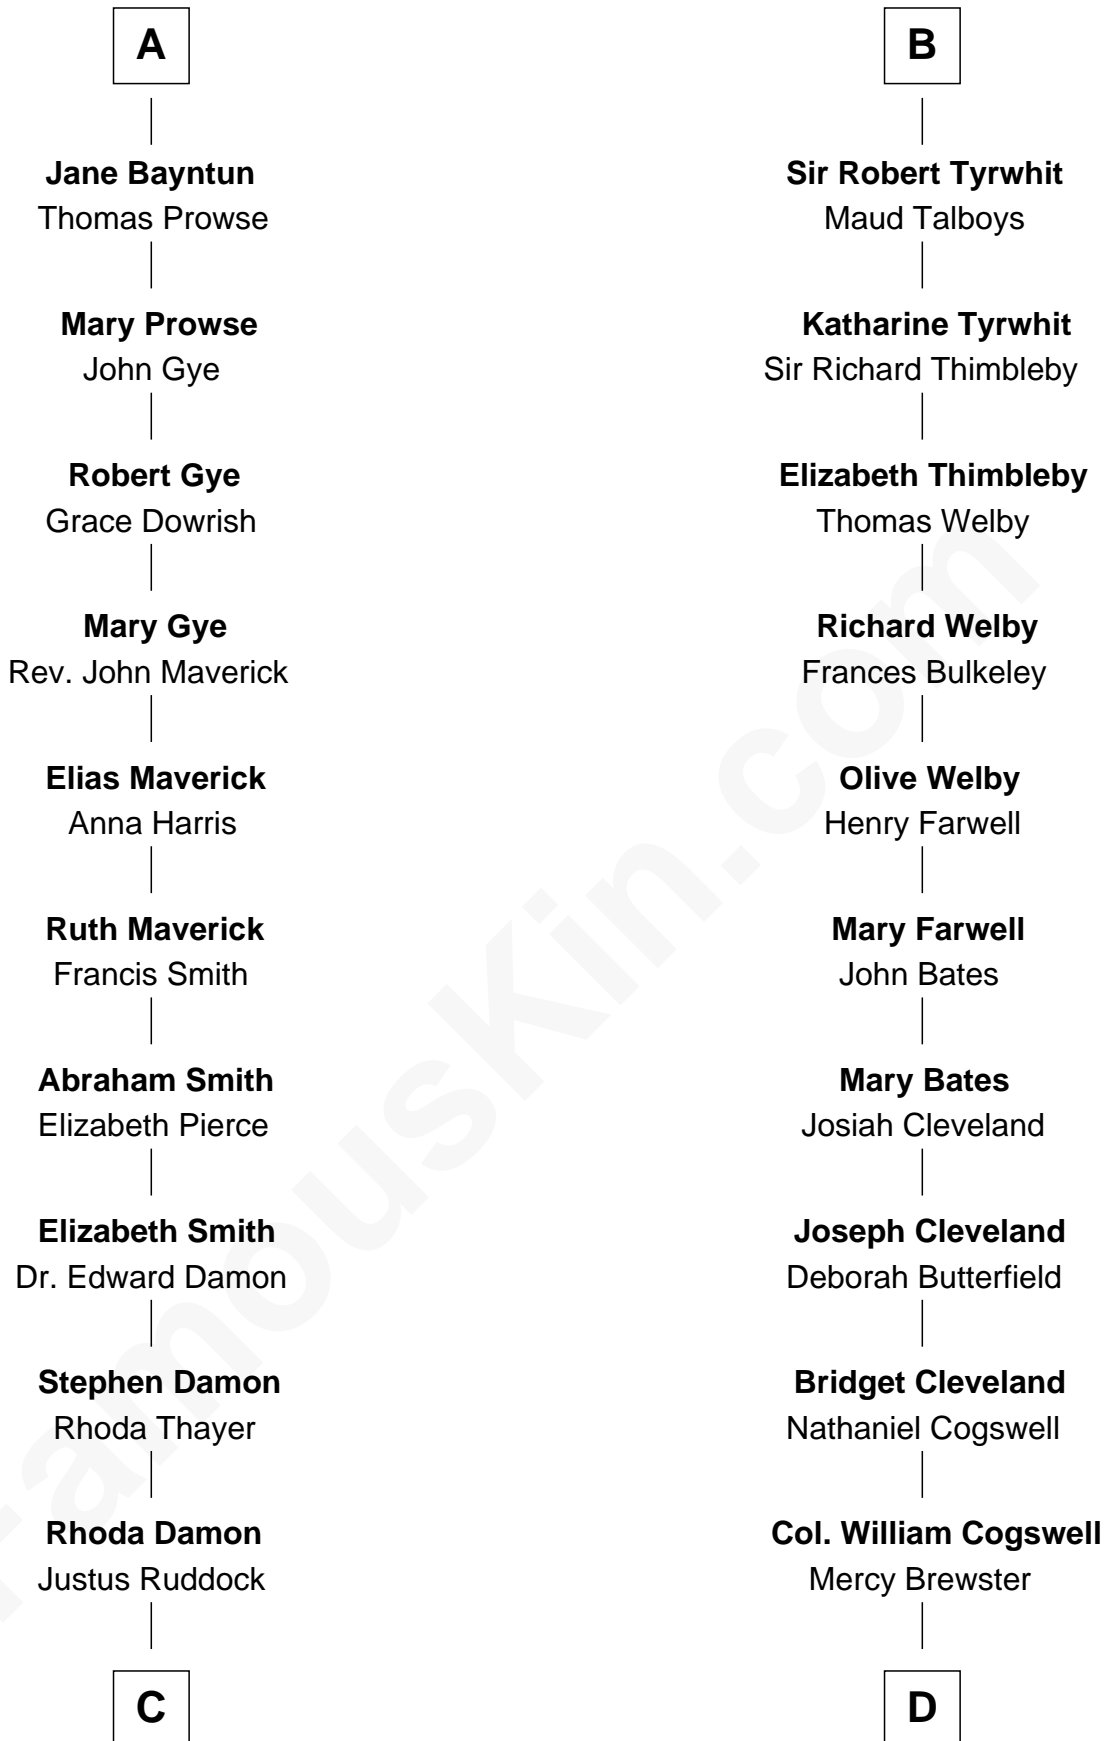 A
Jane Bayntun
Thomas Prowse
Mary Prowse
John Gye
Robert Gye
Grace Dowrish
Mary Gye
Rev. John Maverick
Elias Maverick
Anna Harris
Ruth Maverick
Francis Smith
Abraham Smith
Elizabeth Pierce
Elizabeth Smith
Dr. Edward Damon
Stephen Damon
Rhoda Thayer
Rhoda Damon
Justus Ruddock
C
B
Sir Robert Tyrwhit
Maud Talboys
Katharine Tyrwhit
Sir Richard Thimbleby
Elizabeth Thimbleby
Thomas Welby
Richard Welby
Frances Bulkeley
Olive Welby
Henry Farwell
Mary Farwell
John Bates
Mary Bates
Josiah Cleveland
Joseph Cleveland
Deborah Butterfield
Bridget Cleveland
Nathaniel Cogswell
Col. William Cogswell
Mercy Brewster
D
FamousKin.com